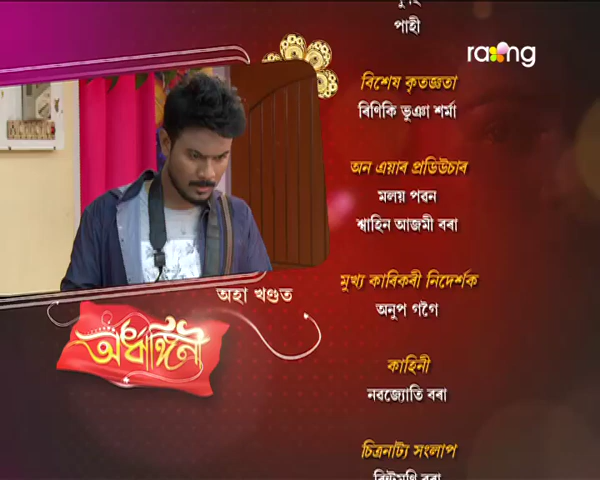 পাহী
rang
বিশেষ কৃতজ্ঞতা
ৰিণিকি ভুঞা শৰ্মা
অন এয়াৰ প্ৰডিউচাৰ
মলয় পৱন
শ্বাহিন আজমী বৰা
মুখ্য কাৰিকৰী নিদেৰ্শক
অনুপ গগৈ
কাহিনী
নবজ্যোতি বৰা
চিত্ৰনাট্য সংলাপ
অহা খণ্ডত
অৰ্ধাঙ্গিনী